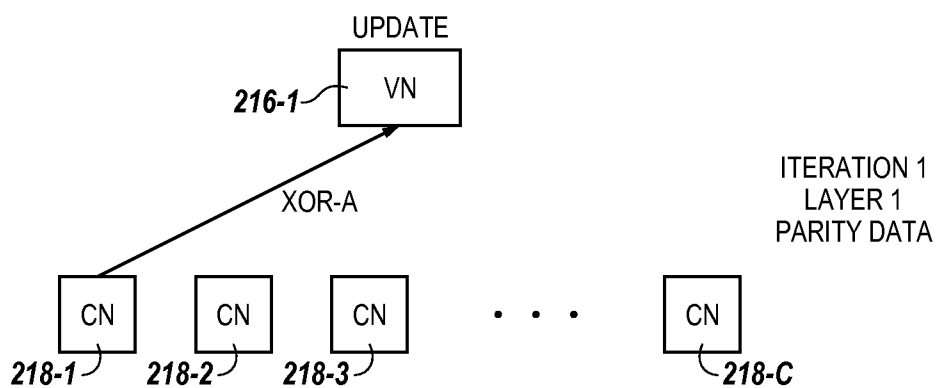 UPDATE
VN
216-1
XOR-A
ITERATION 1
LAYER 1
PARITY DATA
CN CN CN . . . CN
218-1 218-2 218-3 218-C